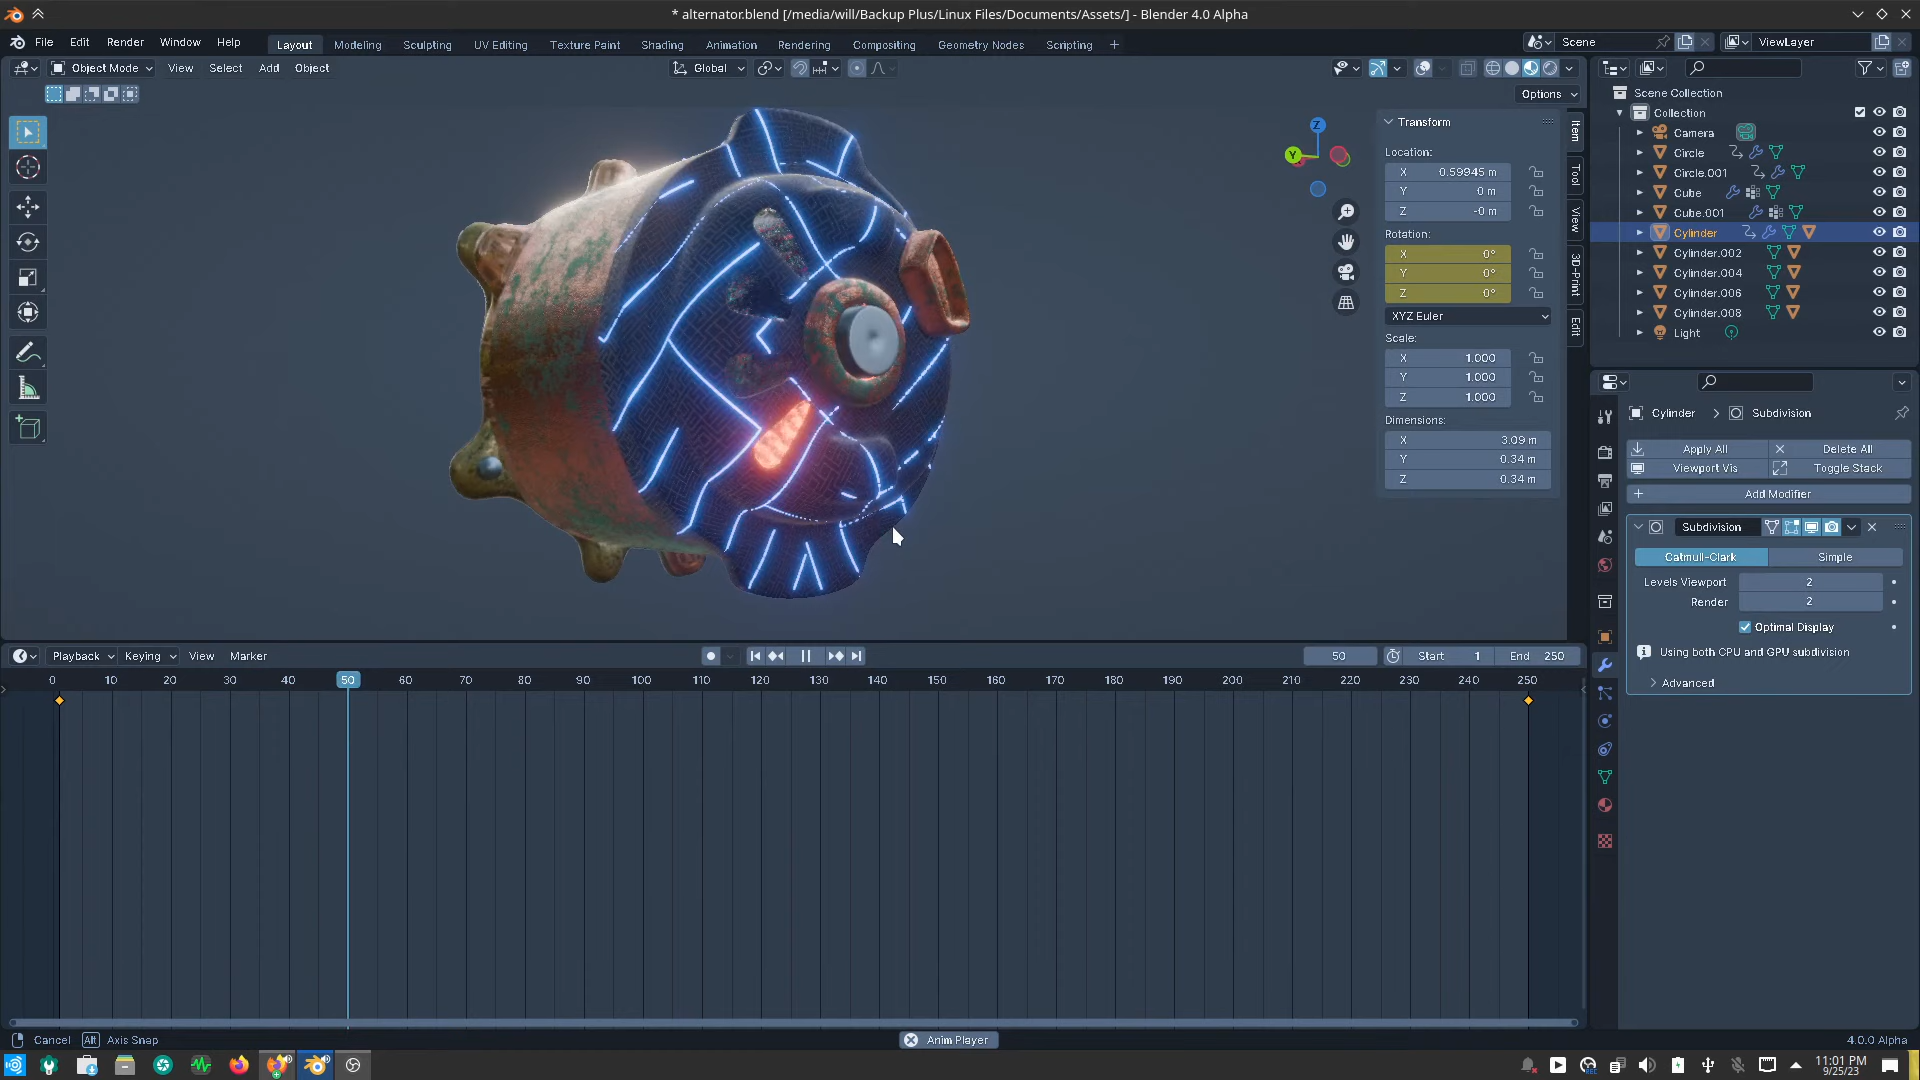 * alternator.blend [/media/will/Backup Plus/Linux Files/Documents/Assets/] - Blender 4.0 Alpha
File Edit Render Window Help Layout Modeling Sculpting UV Editing Texture Paint Shading Animation Rendering Compositing Geometry Nodes Scripting + Scene ViewLayer
Object Mode View Select Add Object Global
Options
Scene Collection
Collection
Camera
Circle
Circle.001
Cube
Cube.001
Cylinder
Cylinder.002
Cylinder.004
Cylinder.006
Cylinder.008
Light
Z
Y
Transform
Location:
X 0.59945 m
Y 0 m
Z -0 m
Rotation:
X 0°
Y 0°
Z 0°
XYZ Euler
Scale:
X 1.000
Y 1.000
Z 1.000
Dimensions:
X 3.09 m
Y 0.34 m
Z 0.34 m
Item
Tool
View
3D-Print
Edit
Cylinder > Subdivision
Apply All Delete All
Viewport Vis Toggle Stack
Add Modifier
Subdivision
Catmull-Clark Simple
Levels Viewport 2
Render 2
Optimal Display
Using both CPU and GPU subdivision
Advanced
Playback Keying View Marker 50 Start 1 End 250
0 10 20 30 40 50 60 70 80 90 100 110 120 130 140 150 160 170 180 190 200 210 220 230 240 250
Cancel Alt Axis Snap Anim Player 4.0.0 Alpha
11:01 PM
9/25/23